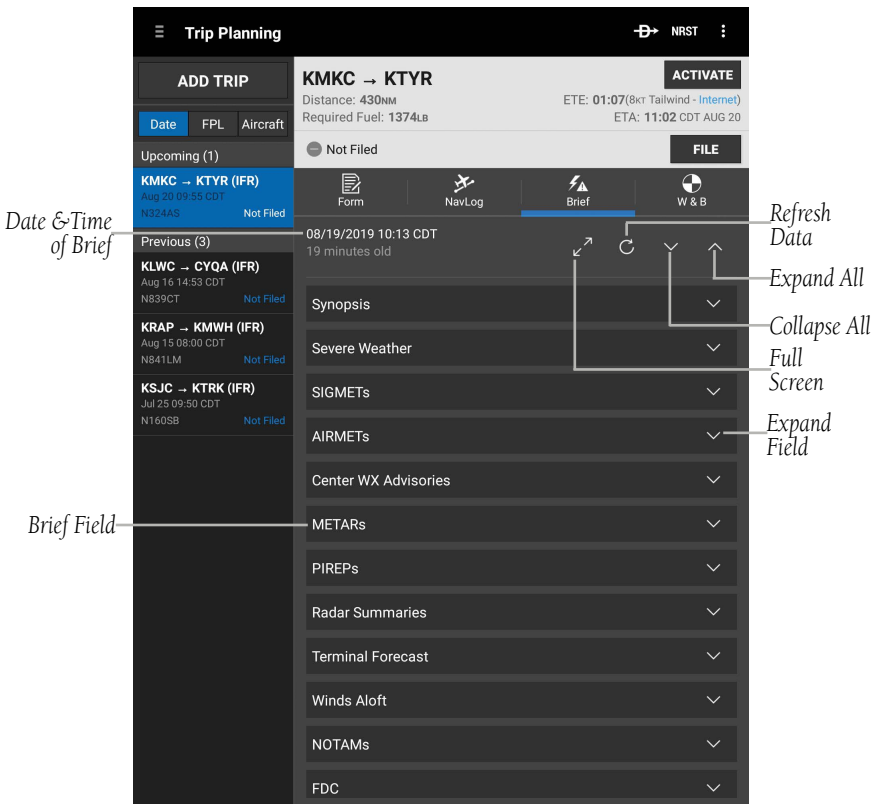 Trip Planning
NRST
ADD TRIP
Date FPL Aircraft
Upcoming (1)
KMKC → KTYR (IFR)
Aug 20 09:55 CDT
N324AS Not Filed
Previous (3)
KLWC → CYQA (IFR)
Aug 16 14:53 CDT
N839CT Not Filed
KRAP → KMWH (IFR)
Aug 15 08:00 CDT
N841LM Not Filed
KSJC → KTRK (IFR)
Jul 25 09:50 CDT
N160SB Not Filed
KMKC → KTYR
ACTIVATE
Distance: 430NM
ETE: 01:07(8KT Tailwind - Internet)
Required Fuel: 1374LB
ETA: 11:02 CDT AUG 20
Not Filed
FILE
Form NavLog Brief W & B
08/19/2019 10:13 CDT
19 minutes old
Synopsis
Severe Weather
SIGMETs
AIRMETs
Center WX Advisories
METARs
PIREPs
Radar Summaries
Terminal Forecast
Winds Aloft
NOTAMs
FDC
Date & Time
of Brief
Brief Field
Refresh
Data
Expand All
Collapse All
Full
Screen
Expand
Field